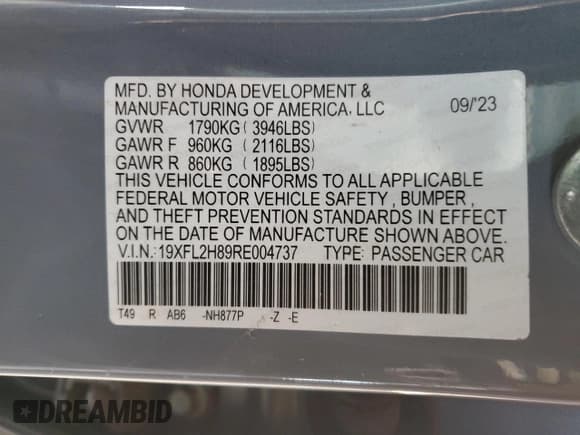 MFD. BY HONDA DEVELOPMENT &
MANUFACTURING OF AMERICA, LLC 09/'23
GVWR 1790KG ( 3946LBS)
GAWR F 960KG ( 2116LBS)
GAWR R 860KG ( 1895LBS)
THIS VEHICLE CONFORMS TO ALL APPLICABLE
FEDERAL MOTOR VEHICLE SAFETY , BUMPER ,
AND THEFT PREVENTION STANDARDS IN EFFECT
ON THE DATE OF MANUFACTURE SHOWN ABOVE.
V.I.N.:19XFL2H89RE004737 TYPE: PASSENGER CAR
T49 R AB6 -NH877P -Z -E
DREAMBID